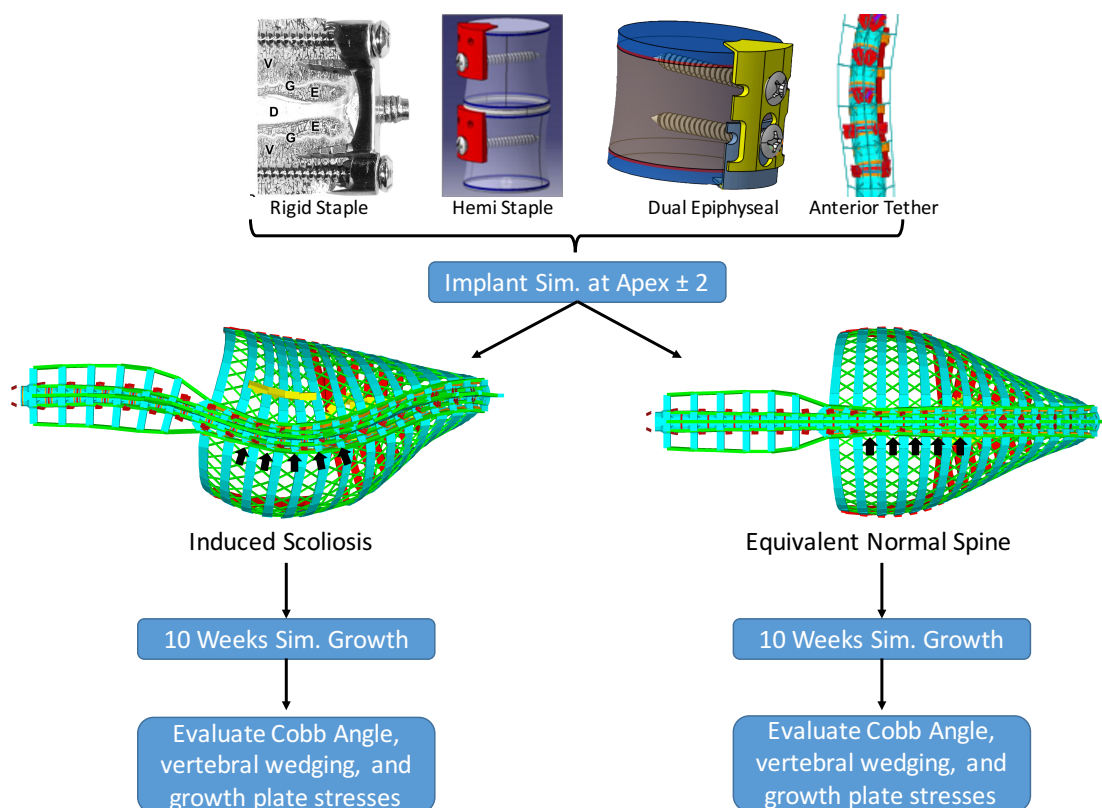 V
G
E
D
E
G
V
Rigid Staple
Hemi Staple
Dual Epiphyseal
Anterior Tether
Implant Sim. at Apex ± 2
Induced Scoliosis
Equivalent Normal Spine
10 Weeks Sim. Growth
10 Weeks Sim. Growth
Evaluate Cobb Angle,
vertebral wedging, and
growth plate stresses
Evaluate Cobb Angle,
vertebral wedging, and
growth plate stresses